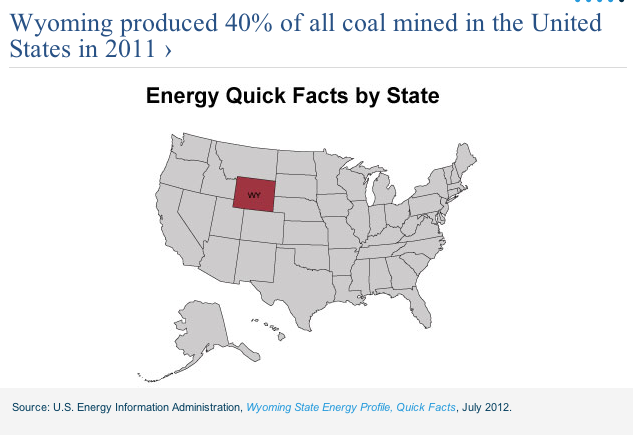 Wyoming produced 40% of all coal mined in the United
States in 2011 ›
Energy Quick Facts by State
WY
Source: U.S. Energy Information Administration, Wyoming State Energy Profile, Quick Facts, July 2012.